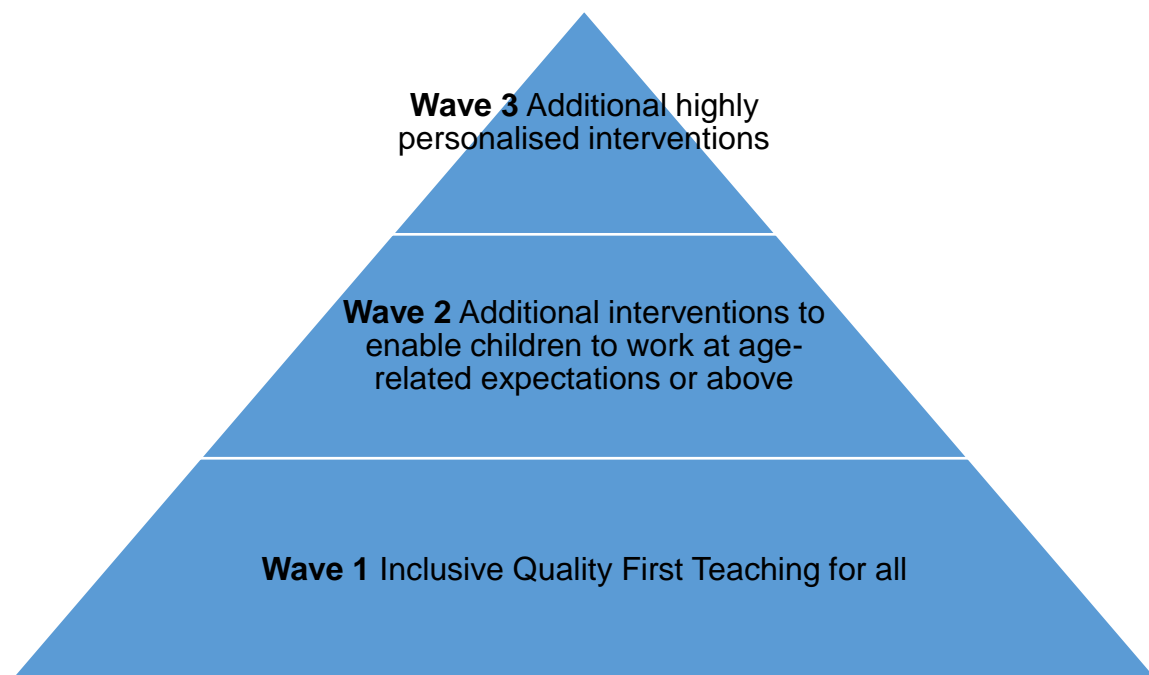 Wave 3 Additional highly
personalised interventions
Wave 2 Additional interventions to
enable children to work at age-
related expectations or above
Wave 1 Inclusive Quality First Teaching for all